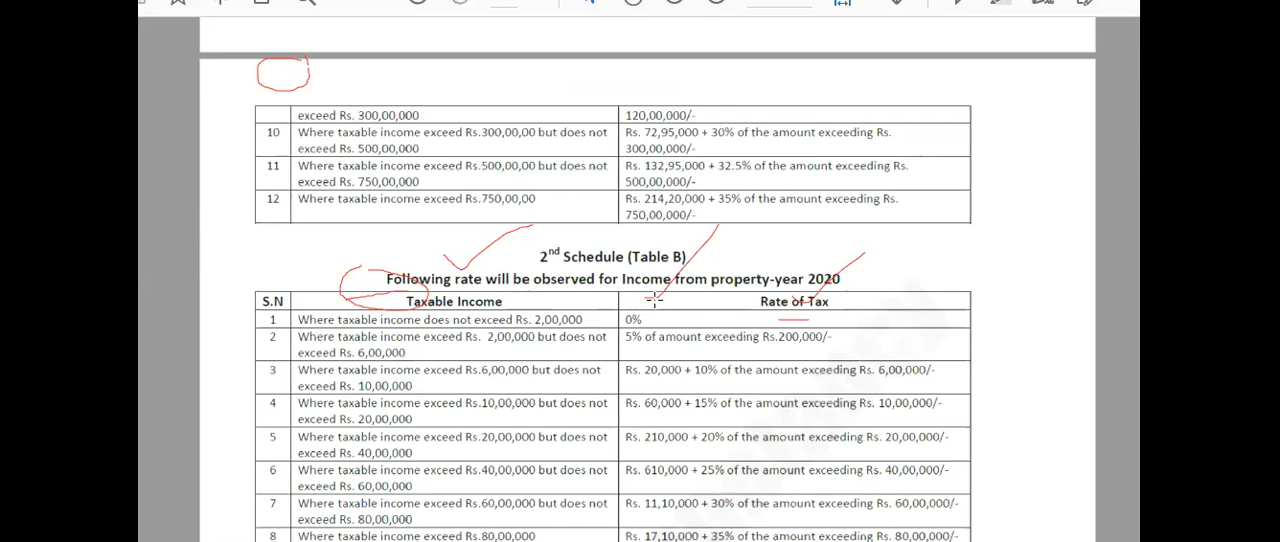 exceed Rs. 300,00,000 120,00,000/-
10 Where taxable income exceed Rs.300,00,00 but does not Rs. 72,95,000 + 30% of the amount exceeding Rs.
exceed Rs. 500,00,000 300,00,000/-
11 Where taxable income exceed Rs.500,00,00 but does not Rs. 132,95,000 + 32.5% of the amount exceeding Rs.
exceed Rs. 750,00,000 500,00,000/-
12 Where taxable income exceed Rs.750,00,00 Rs. 214,20,000 + 35% of the amount exceeding Rs.
750,00,000/-
2nd Schedule (Table B)
Following rate will be observed for Income from property-year 2020
S.N Taxable Income Rate of Tax
1 Where taxable income does not exceed Rs. 2,00,000 0%
2 Where taxable income exceed Rs. 2,00,000 but does not 5% of amount exceeding Rs.200,000/-
exceed Rs. 6,00,000
3 Where taxable income exceed Rs.6,00,000 but does not Rs. 20,000 + 10% of the amount exceeding Rs. 6,00,000/-
exceed Rs. 10,00,000
4 Where taxable income exceed Rs.10,00,000 but does not Rs. 60,000 + 15% of the amount exceeding Rs. 10,00,000/-
exceed Rs. 20,00,000
5 Where taxable income exceed Rs.20,00,000 but does not Rs. 210,000 + 20% of the amount exceeding Rs. 20,00,000/-
exceed Rs. 40,00,000
6 Where taxable income exceed Rs.40,00,000 but does not Rs. 610,000 + 25% of the amount exceeding Rs. 40,00,000/-
exceed Rs. 60,00,000
7 Where taxable income exceed Rs.60,00,000 but does not Rs. 11,10,000 + 30% of the amount exceeding Rs. 60,00,000/-
exceed Rs. 80,00,000
8 Where taxable income exceed Rs.80,00,000 Rs. 17,10,000 + 35% of the amount exceeding Rs. 80,00,000/-